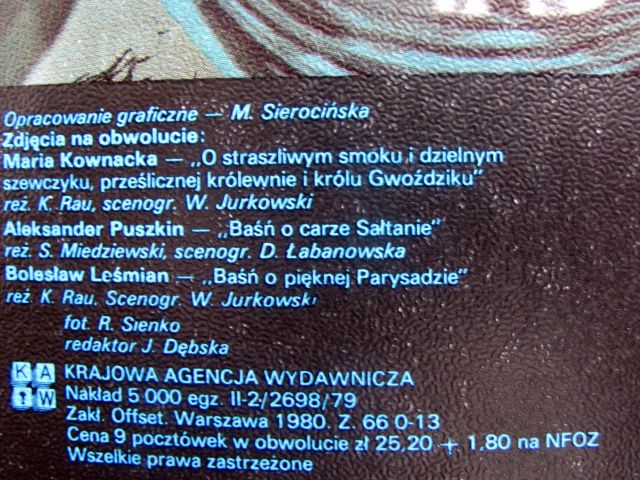 Opracowanie graficzne — M. Sierocińska
Zdjęcia na obwolucie:
Maria Kownacka — „O straszliwym smoku i dzielnym
szewczyku, prześlicznej królewnie i królu Gwoździku”
reż. K. Rau, scenogr. W. Jurkowski
Aleksander Puszkin — „Baśń o carze Sałtanie”
reż. S. Miedziewski, scenogr. D. Łabanowska
Bolesław Leśmian — „Baśń o pięknej Parysadzie”
reż. K. Rau. Scenogr. W. Jurkowski
fot. R. Sienko
redaktor J. Dębska
K A KRAJOWA AGENCJA WYDAWNICZA
W Nakład 5 000 egz. II-2/2698/79
Zakł. Offset. Warszawa 1980. Z. 66 0-13
Cena 9 pocztówek w obwolucie zł 25,20 + 1,80 na NFOZ
Wszelkie prawa zastrzeżone